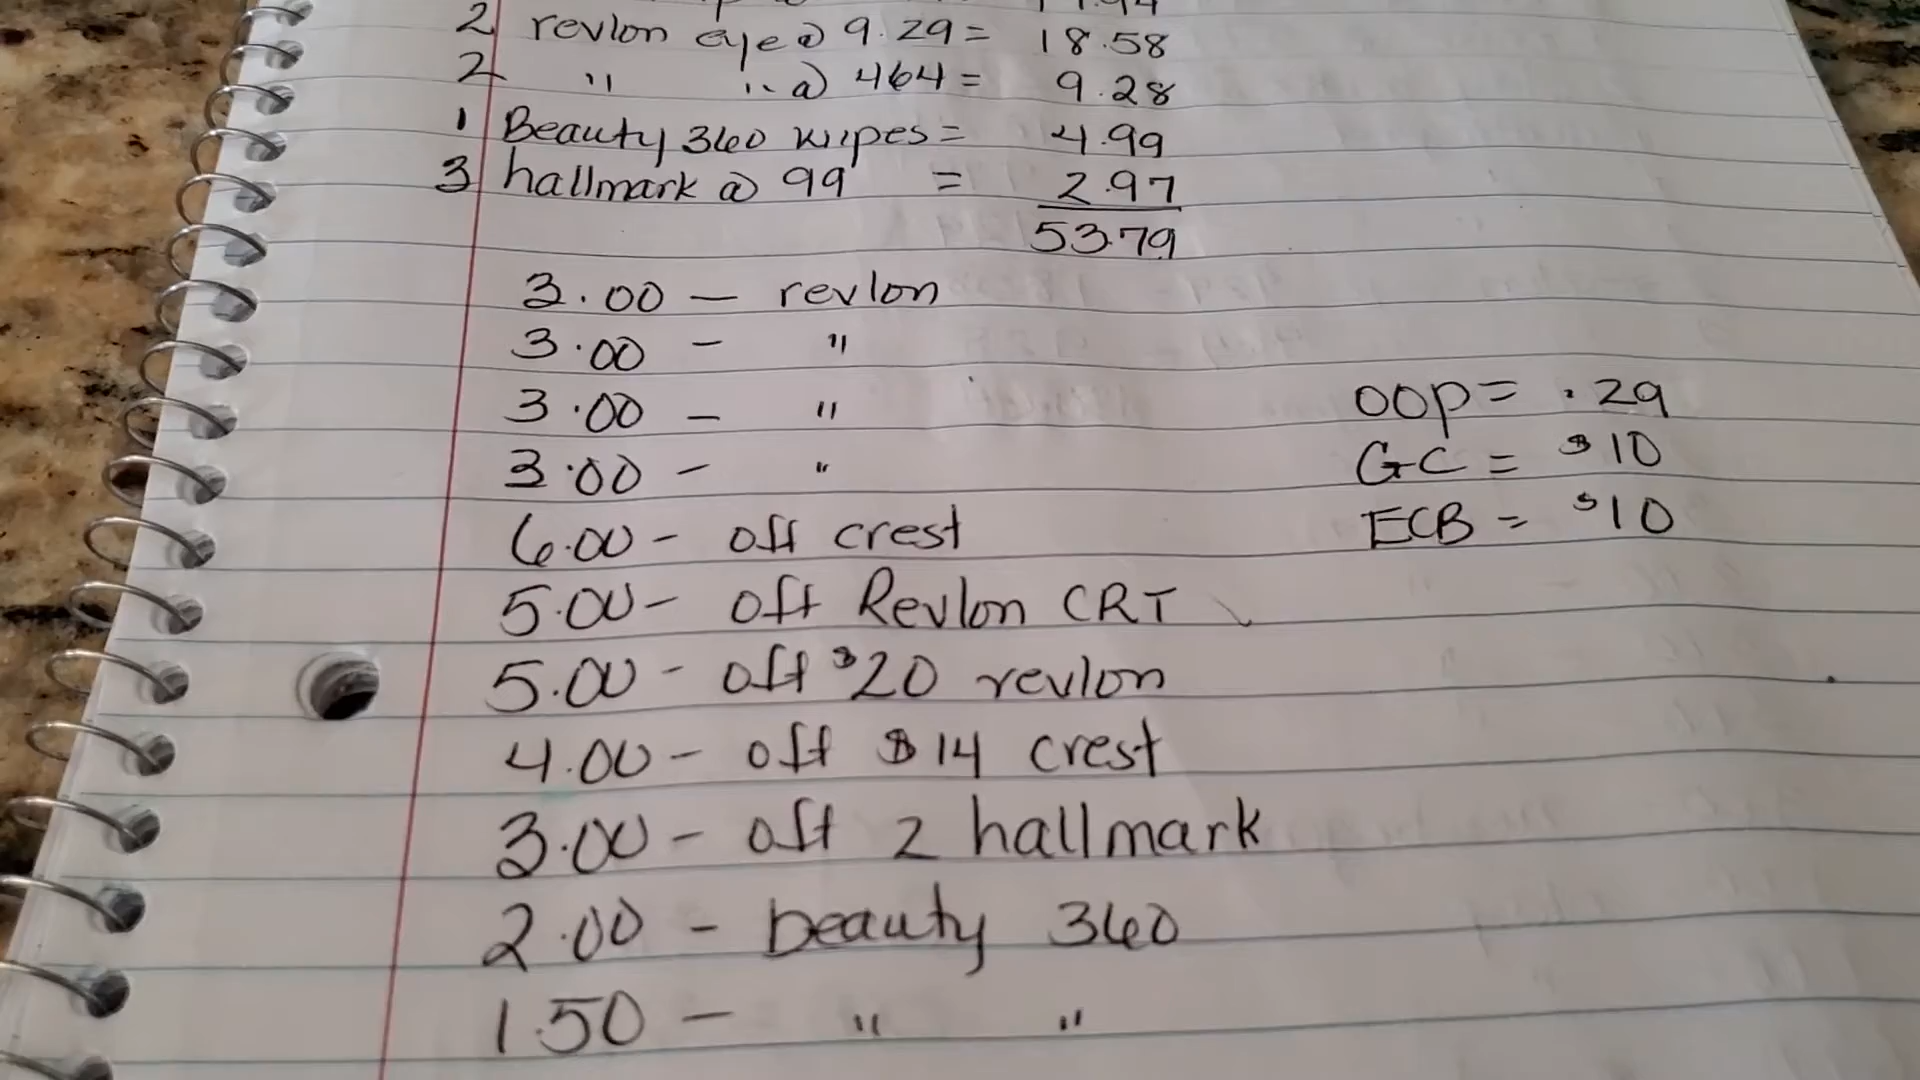 2 revlon eye @ 9.29 = 18.58
2 " " @ 464 = 9.28
1 Beauty 360 wipes = 4.99
3 hallmark @ 99 = 2.97
53.79
3.00 - revlon
3.00 - "
3.00 - "
OOP = .29
3.00 - "
GC = $10
6.00 - off crest
ECB = $10
5.00 - off Revlon CRT
5.00 - off $20 revlon
4.00 - off $14 crest
3.00 - off 2 hallmark
2.00 - beauty 360
1.50 - " "